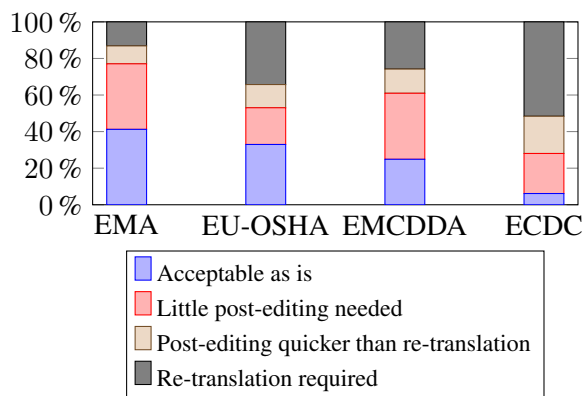 100 %
80 %
60 %
40 %
20 %
0 %
EMA EU-OSHA EMCDDA ECDC
Acceptable as is
Little post-editing needed
Post-editing quicker than re-translation
Re-translation required